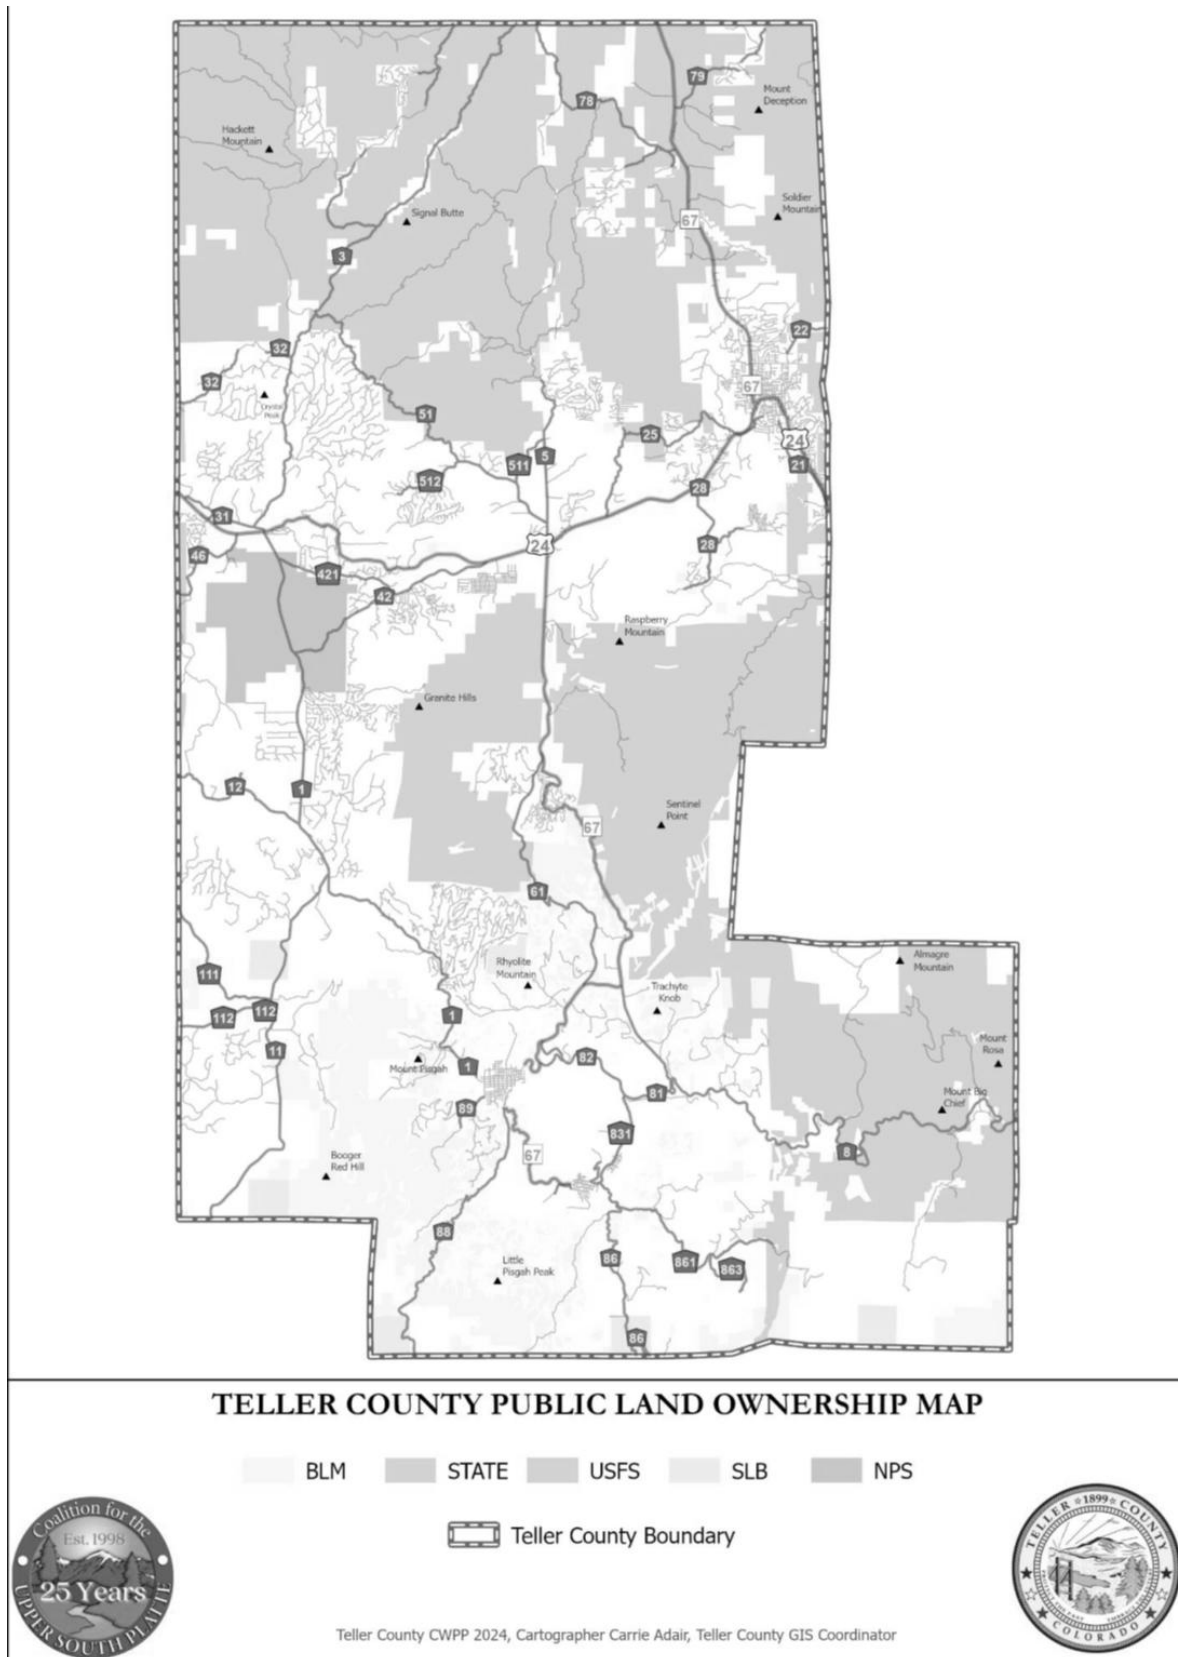 79
78
Mount
Deception
Hackett
Mountain
Soldier
Mountain
Signal Butte
67
3
22
32
32
67
Crystal
Peak
51
25
24
5
511
21
512
28
31
24
28
46
421
42
Raspberry
Mountain
Granite Hills
12
1
Sentinel
Point
67
61
Almagre
Mountain
Rhyolite
Mountain
111
Trachyte
Knob
112
112
1
11
Mount
Rosa
82
Mount Pisgah
1
81
Mount Big
Chief
89
831
8
67
Booger
Red Hill
88
86
861
863
Little
Pisgah Peak
86
TELLER COUNTY PUBLIC LAND OWNERSHIP MAP
BLM STATE USFS SLB NPS
Teller County Boundary
Coalition for the
Est. 1998
25 Years
UPPER SOUTH PLATTE
TELLER 1899 COUNTY
COLORADO
Teller County CWPP 2024, Cartographer Carrie Adair, Teller County GIS Coordinator